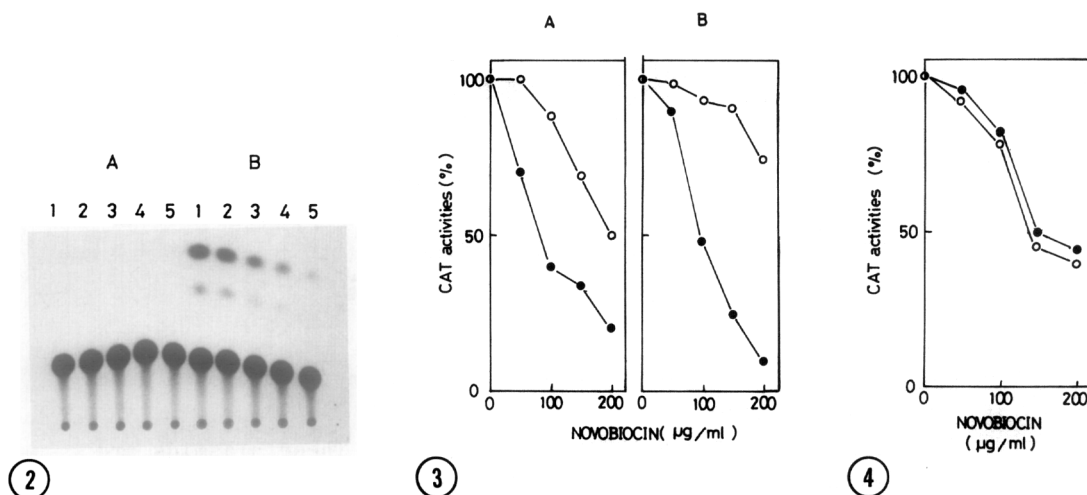 A B
1 2 3 4 5 1 2 3 4 5
2
A B
CAT activities (%)
100
50
0
0 100 200 0 100 200
NOVOBIOCIN( µg/ml )
3
CAT activities (%)
100
50
0
0 100 200
NOVOBIOCIN
( µg/ml )
4